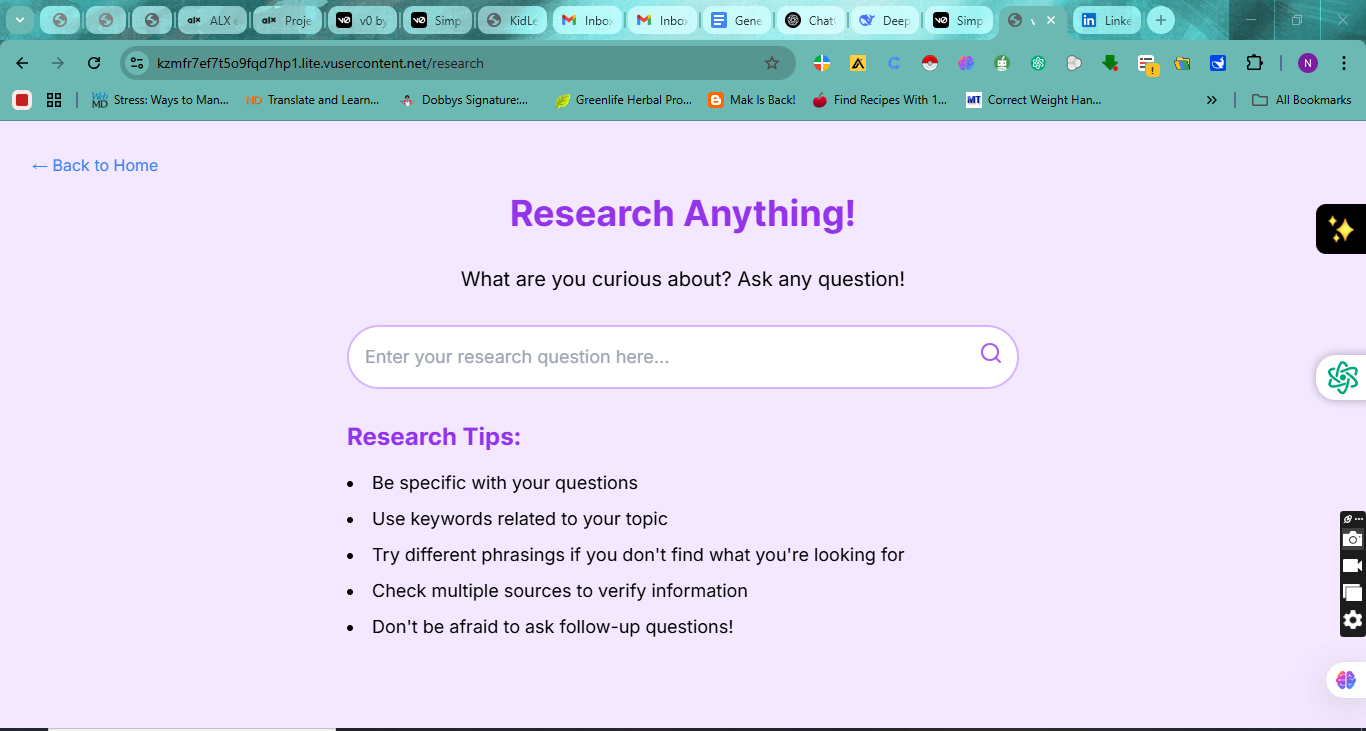 ALX e
Proje
v0 by
Simp
KidLe
Inbo
Inbo
Gene
Chat
Deep
Simp
Linke
kzmfr7ef7t5o9fqd7hp1.lite.vusercontent.net/research
N
Stress: Ways to Man...
Translate and Learn...
Dobbys Signature:...
Greenlife Herbal Pro...
Mak Is Back!
Find Recipes With 1...
MT
Correct Weight Han...
All Bookmarks
← Back to Home
Research Anything!
What are you curious about? Ask any question!
Enter your research question here...
Research Tips:
Be specific with your questions
Use keywords related to your topic
Try different phrasings if you don't find what you're looking for
Check multiple sources to verify information
Don't be afraid to ask follow-up questions!